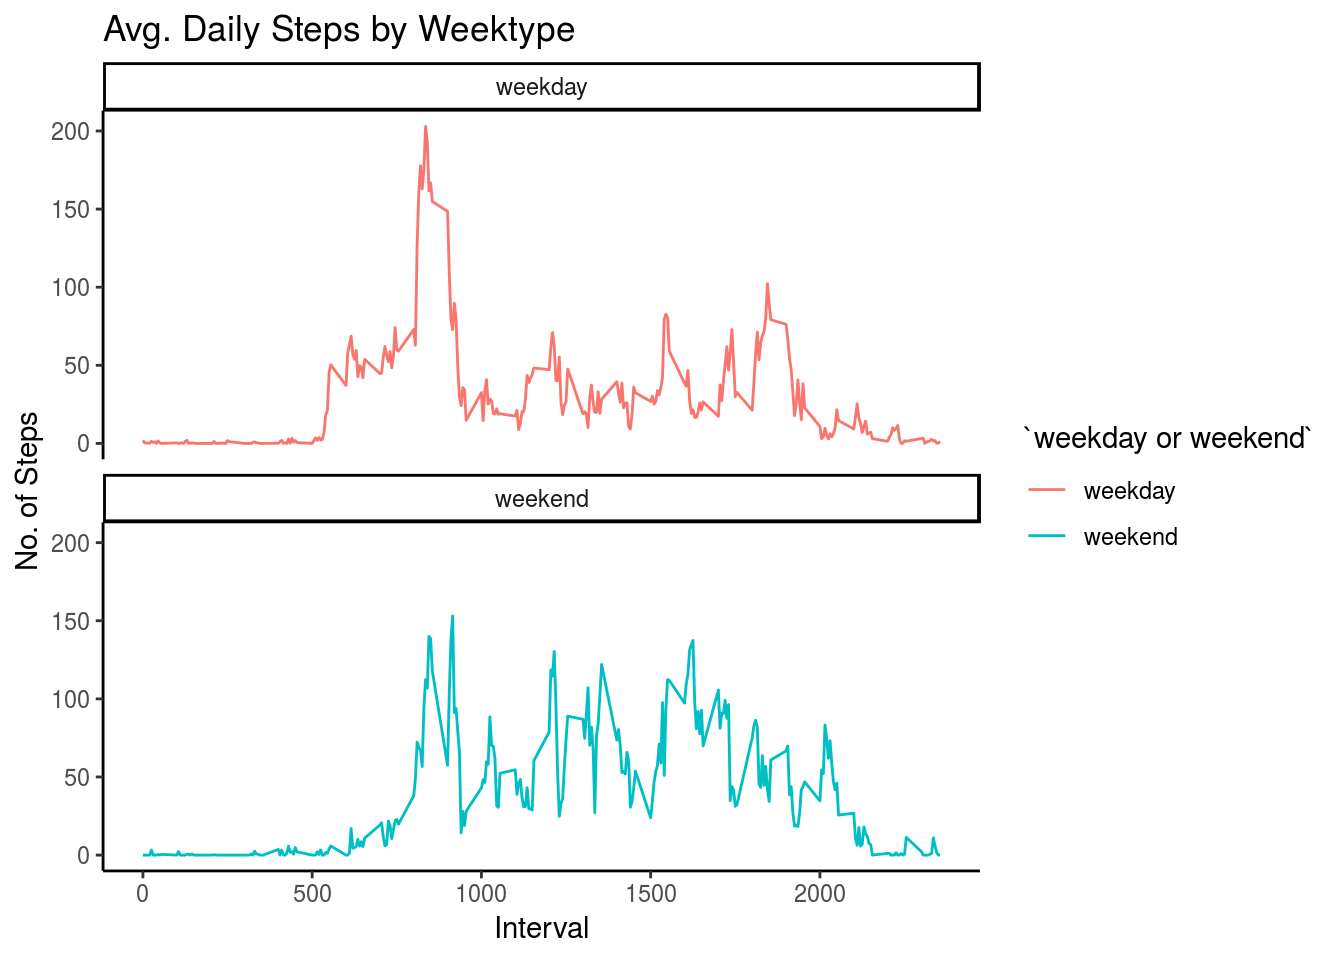 Avg. Daily Steps by Weektype
weekday
200
150
100
50
0
weekend
200
150
100
50
0
0 500 1000 1500 2000
Interval
No. of Steps
`weekday or weekend`
weekday
weekend